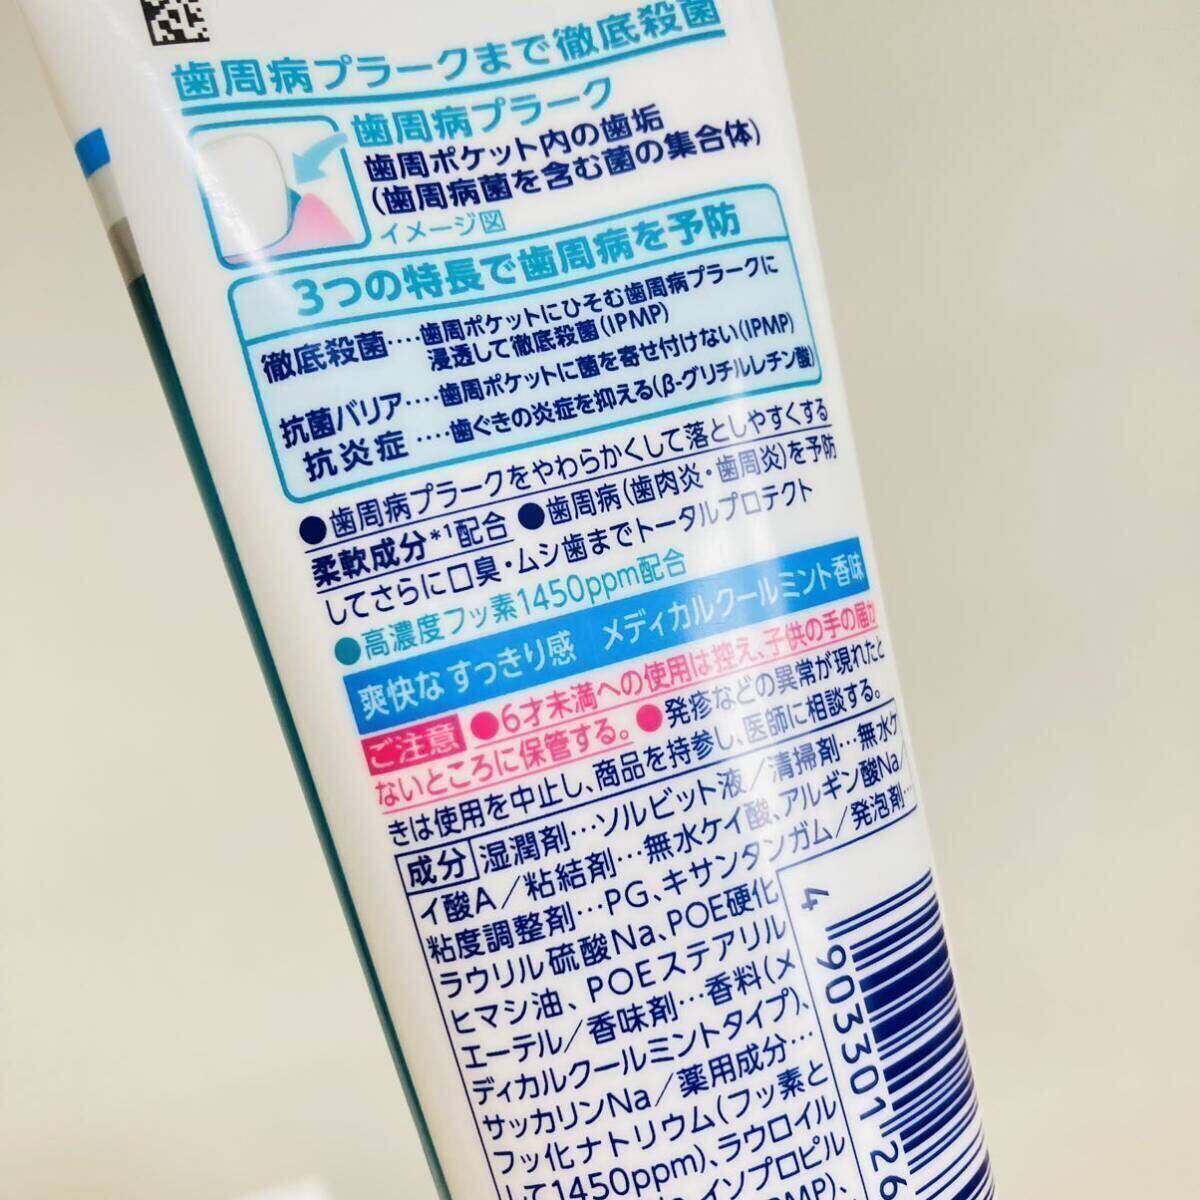 歯周病プラークまで徹底殺菌
歯周病プラーク
歯周ポケット内の歯垢
(歯周病菌を含む菌の集合体)
イメージ図
3つの特長で歯周病を予防
徹底殺菌‥‥歯周ポケットにひそむ歯周病プラークに
浸透して徹底殺菌(IPMP)
抗菌バリア‥‥歯周ポケットに菌を寄せ付けない(IPMP)
抗炎症 ‥‥歯ぐきの炎症を抑える(β-グリチルレチン酸)
●歯周病プラークをやわらかくして落としやすくする
柔軟成分*1配合 ●歯周病(歯肉炎・歯周炎)を予防
してさらに口臭・ムシ歯までトータルプロテクト
●高濃度フッ素1450ppm配合
爽快なすっきり感 メディカルクールミント香味
ご注意 ●6才未満への使用は控え、子供の手の届か
ないところに保管する。●発疹などの異常が現れたと
きは使用を中止し、商品を持参し、医師に相談する。
成分 湿潤剤…ソルビット液/清掃剤…無水ケ
イ酸A/粘結剤…無水ケイ酸、アルギン酸Na/
粘度調整剤…PG、キサンタンガム/発泡剤…
ラウリル硫酸Na、POE硬化
ヒマシ油、POEステアリル
エーテル/香味剤…香料(メ
ディカルクールミントタイプ)、
サッカリンNa/薬用成分…
フッ化ナトリウム(フッ素と
して1450ppm)、ラウロイル
イソプロピル
4 903301 26